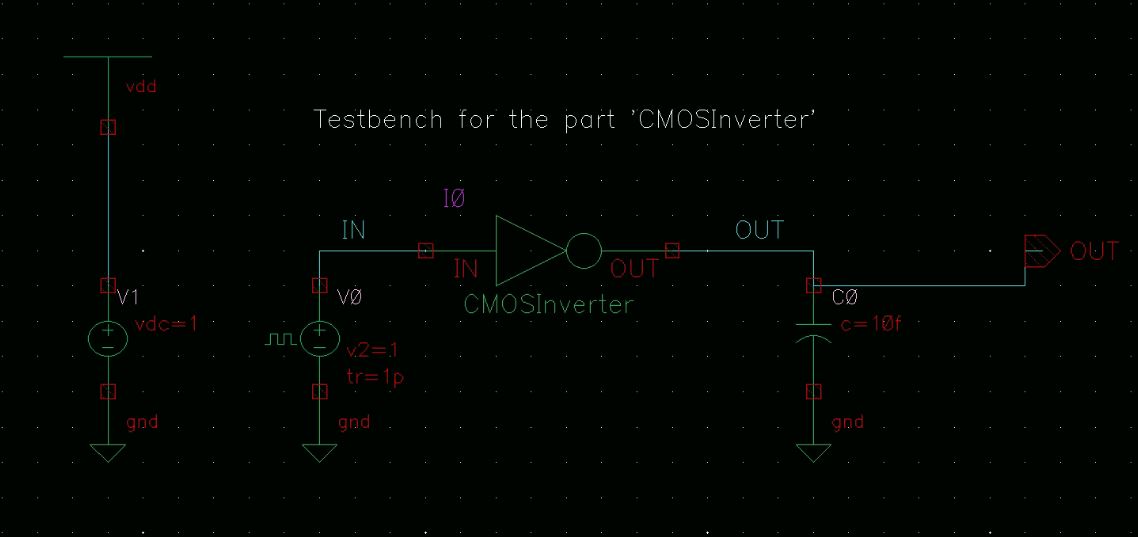 vdd
Testbench for the part 'CMOSInverter'
IØ
IN
OUT
IN
OUT
OUT
CMOSInverter
V1
vdc=1
gnd
VØ
v2=1
tr=1p
gnd
CØ
c=1Øf
gnd